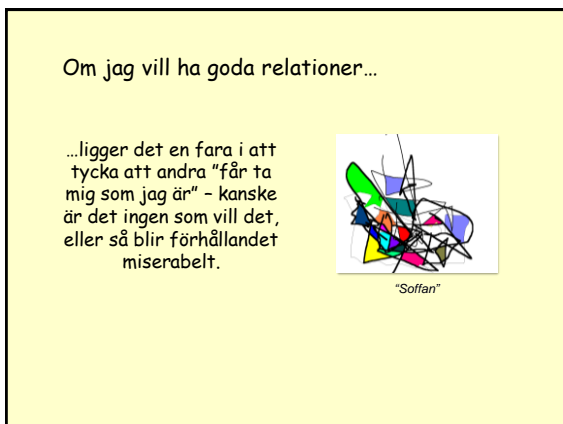 Om jag vill ha goda relationer…
…ligger det en fara i att
tycka att andra ”får ta
mig som jag är” – kanske
är det ingen som vill det,
eller så blir förhållandet
miserabelt.
“Soffan”